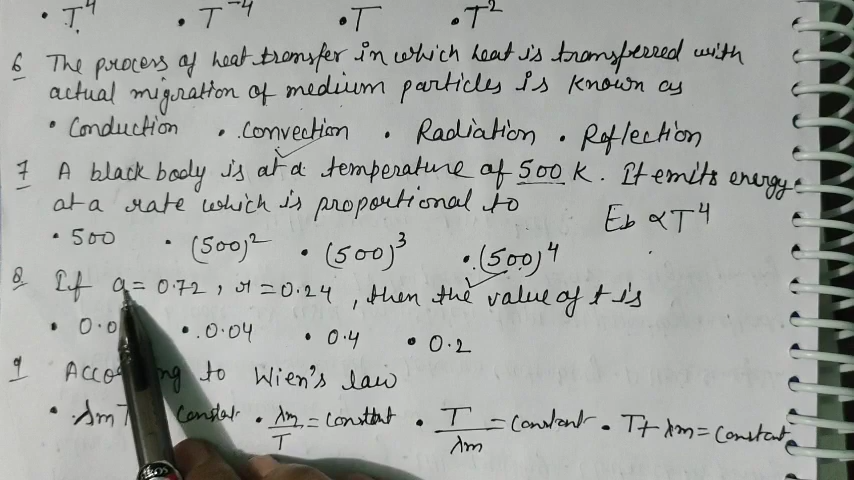 • T⁴ • T⁻⁴ • T • T²
6 The process of heat transfer in which heat is transferred with
actual migration of medium particles is known as
• Conduction • Convection • Radiation • Reflection
7 A black body is at a temperature of 500 K. It emits energy
at a rate which is proportional to Eb ∝ T⁴
• 500 • (500)² • (500)³ • (500)⁴
8 If a = 0.72, r = 0.24, then the value of t is
• 0.04 • 0.4 • 0.2
9 to Wien's law
• λm T • λm/T = constant • T/λm = constant • T + λm = constant